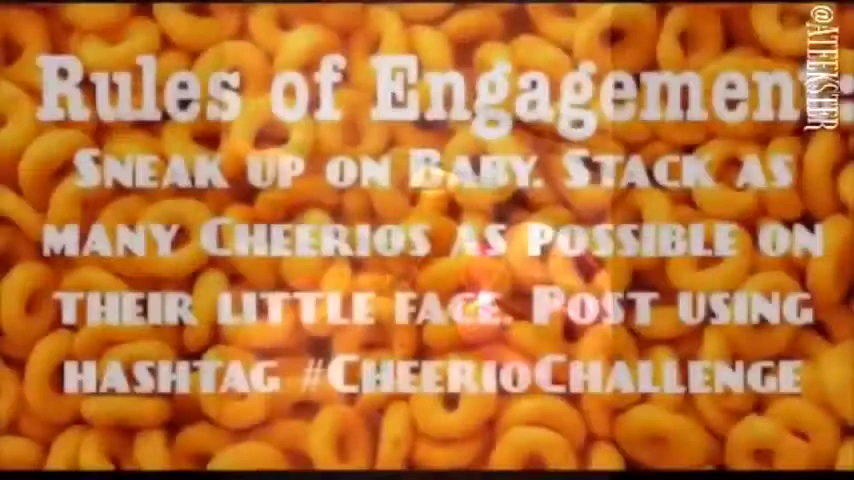 @ATFEKSTER
Rules of Engagement:
Sneak up on Baby. Stack as
many Cheerios as possible on
their little face. Post using
hashtag #CheerioChallenge